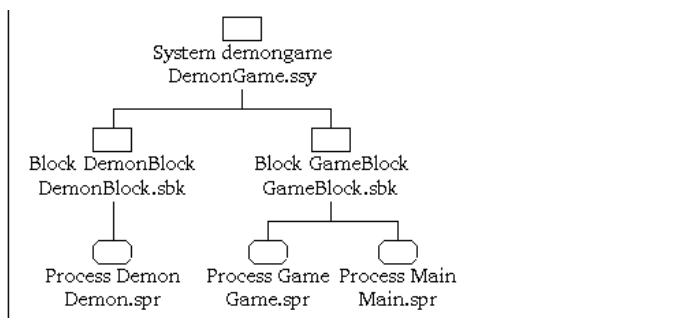 System demongame
DemonGame.ssy
Block DemonBlock
DemonBlock.sbk
Block GameBlock
GameBlock.sbk
Process Demon
Demon.spr
Process Game
Game.spr
Process Main
Main.spr